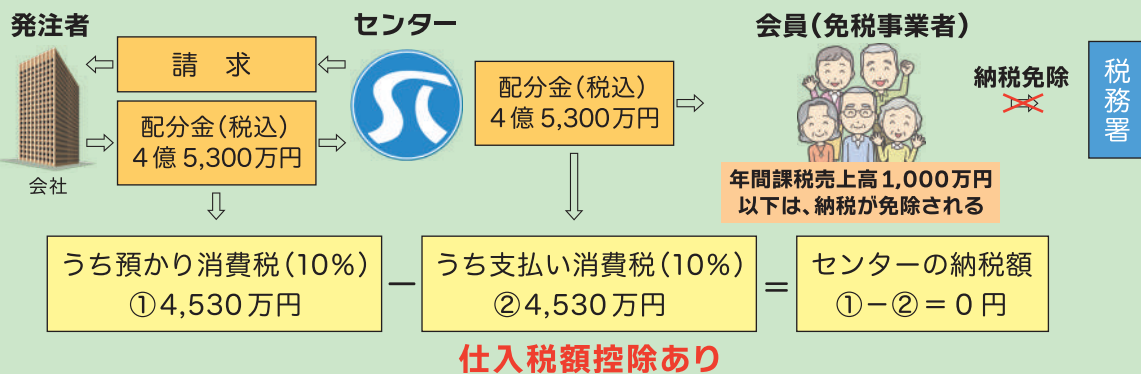 発注者
センター
会員(免税事業者)
請 求
配分金(税込)
4億5,300万円
会社
配分金(税込)
4億5,300万円
納税免除
税務署
年間課税売上高1,000万円
以下は、納税が免除される
うち預かり消費税(10%)
①4,530万円
−
うち支払い消費税(10%)
②4,530万円
=
センターの納税額
①−②=0円
仕入税額控除あり